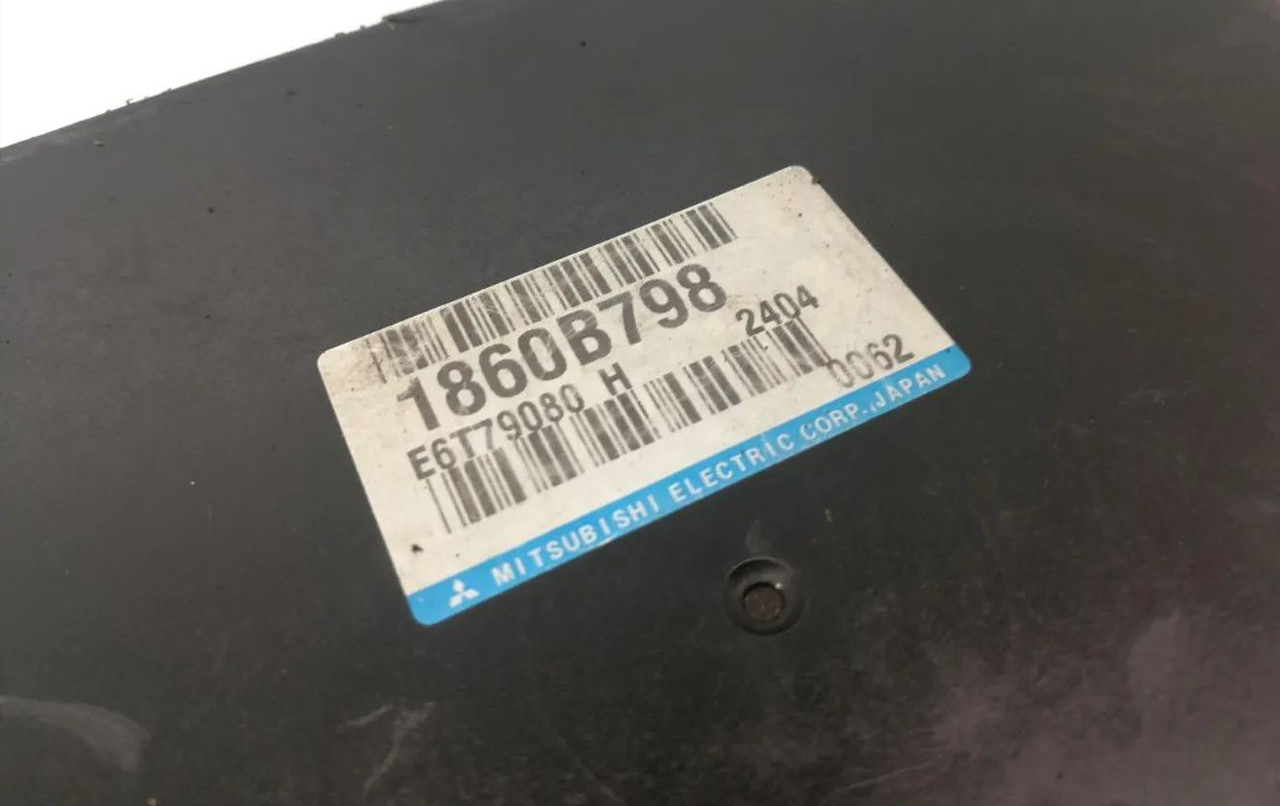 1860B798
E6T79080 H 2404
0062
MITSUBISHI ELECTRIC CORP.,JAPAN